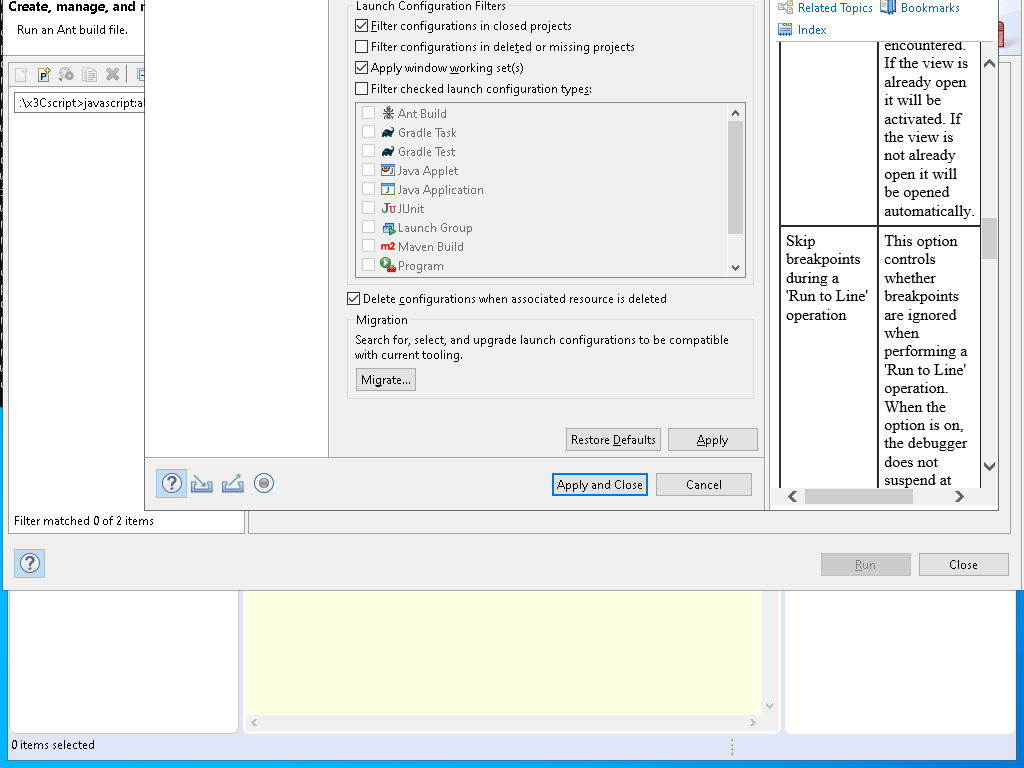 Create, manage, and r
Run an Ant build file.
:\x3Cscript>javascript:al
Filter matched 0 of 2 items
Launch Configuration Filters
Filter configurations in closed projects
Filter configurations in deleted or missing projects
Apply window working set(s)
Filter checked launch configuration types:
Ant Build
Gradle Task
Gradle Test
Java Applet
Java Application
JUnit
Launch Group
Maven Build
Program
Delete configurations when associated resource is deleted
Migration
Search for, select, and upgrade launch configurations to be compatible
with current tooling.
Migrate...
Restore Defaults
Apply
Apply and Close
Cancel
Related Topics
Bookmarks
Index
encountered.
If the view is
already open
it will be
activated. If
the view is
not already
open it will
be opened
automatically.
Skip
breakpoints
during a
'Run to Line'
operation
This option
controls
whether
breakpoints
are ignored
when
performing a
'Run to Line'
operation.
When the
option is on,
the debugger
does not
suspend at
Run
Close
0 items selected